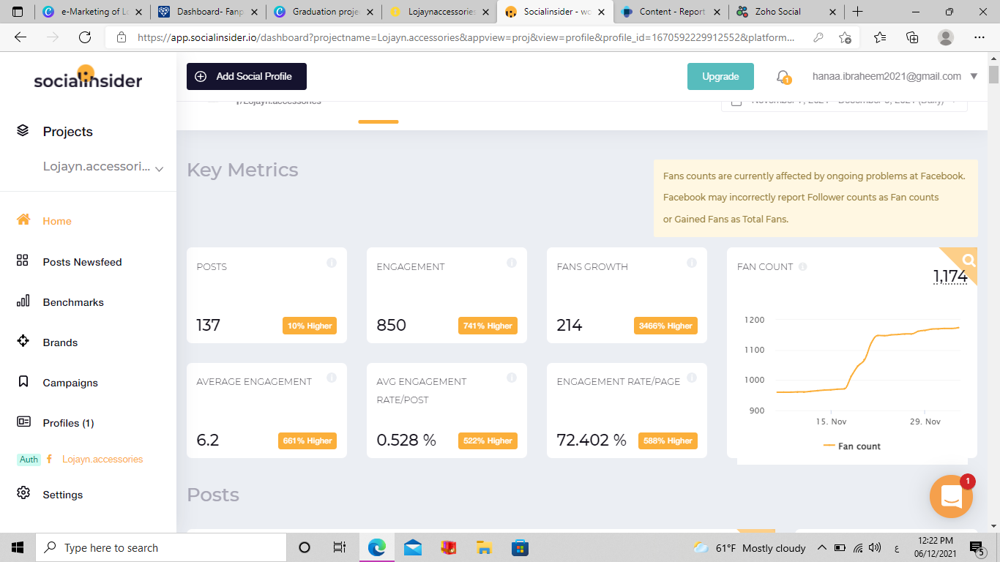 e-Marketing of L
Dashboard- Fanp
Graduation proje
Lojaynaccessories
Socialinsider - wo
Content - Report
Zoho Social
https://app.socialinsider.io/dashboard?projectname=Lojayn.accessories&appview=proj&view=profile&profile_id=1670592229912552&platform...
socialinsider
Add Social Profile
Upgrade
1
hanaa.ibraheem2021@gmail.com
/Lojayn.accessories
Projects
Lojayn.accessori...
Home
Posts Newsfeed
Benchmarks
Brands
Campaigns
Profiles (1)
Auth
Lojayn.accessories
Settings
Key Metrics
Fans counts are currently affected by ongoing problems at Facebook.
Facebook may incorrectly report Follower counts as Fan counts
or Gained Fans as Total Fans.
POSTS
137
10% Higher
ENGAGEMENT
850
741% Higher
FANS GROWTH
214
3466% Higher
FAN COUNT
1,174
1200
1100
1000
900
15. Nov
29. Nov
Fan count
AVERAGE ENGAGEMENT
6.2
661% Higher
AVG ENGAGEMENT
RATE/POST
0.528 %
522% Higher
ENGAGEMENT RATE/PAGE
72.402 %
588% Higher
Posts
1
Type here to search
61°F Mostly cloudy
ع
12:22 PM
06/12/2021
5